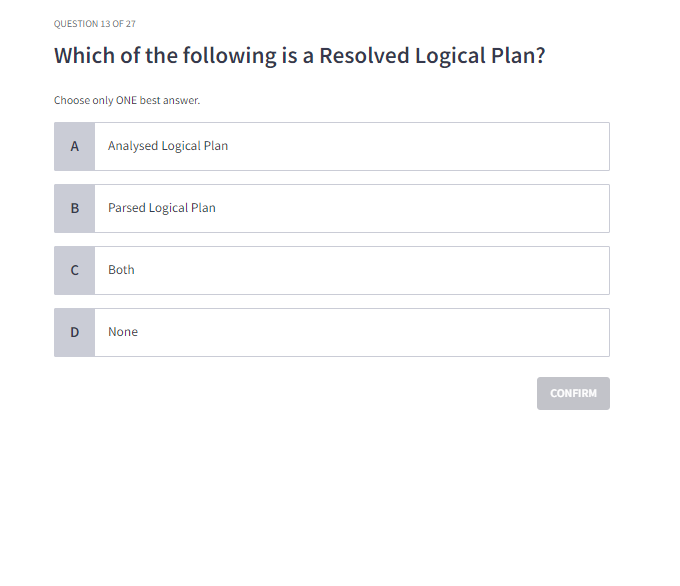 QUESTION 13 OF 27
Which of the following is a Resolved Logical Plan?
Choose only ONE best answer.
A Analysed Logical Plan
B Parsed Logical Plan
C Both
D None
CONFIRM